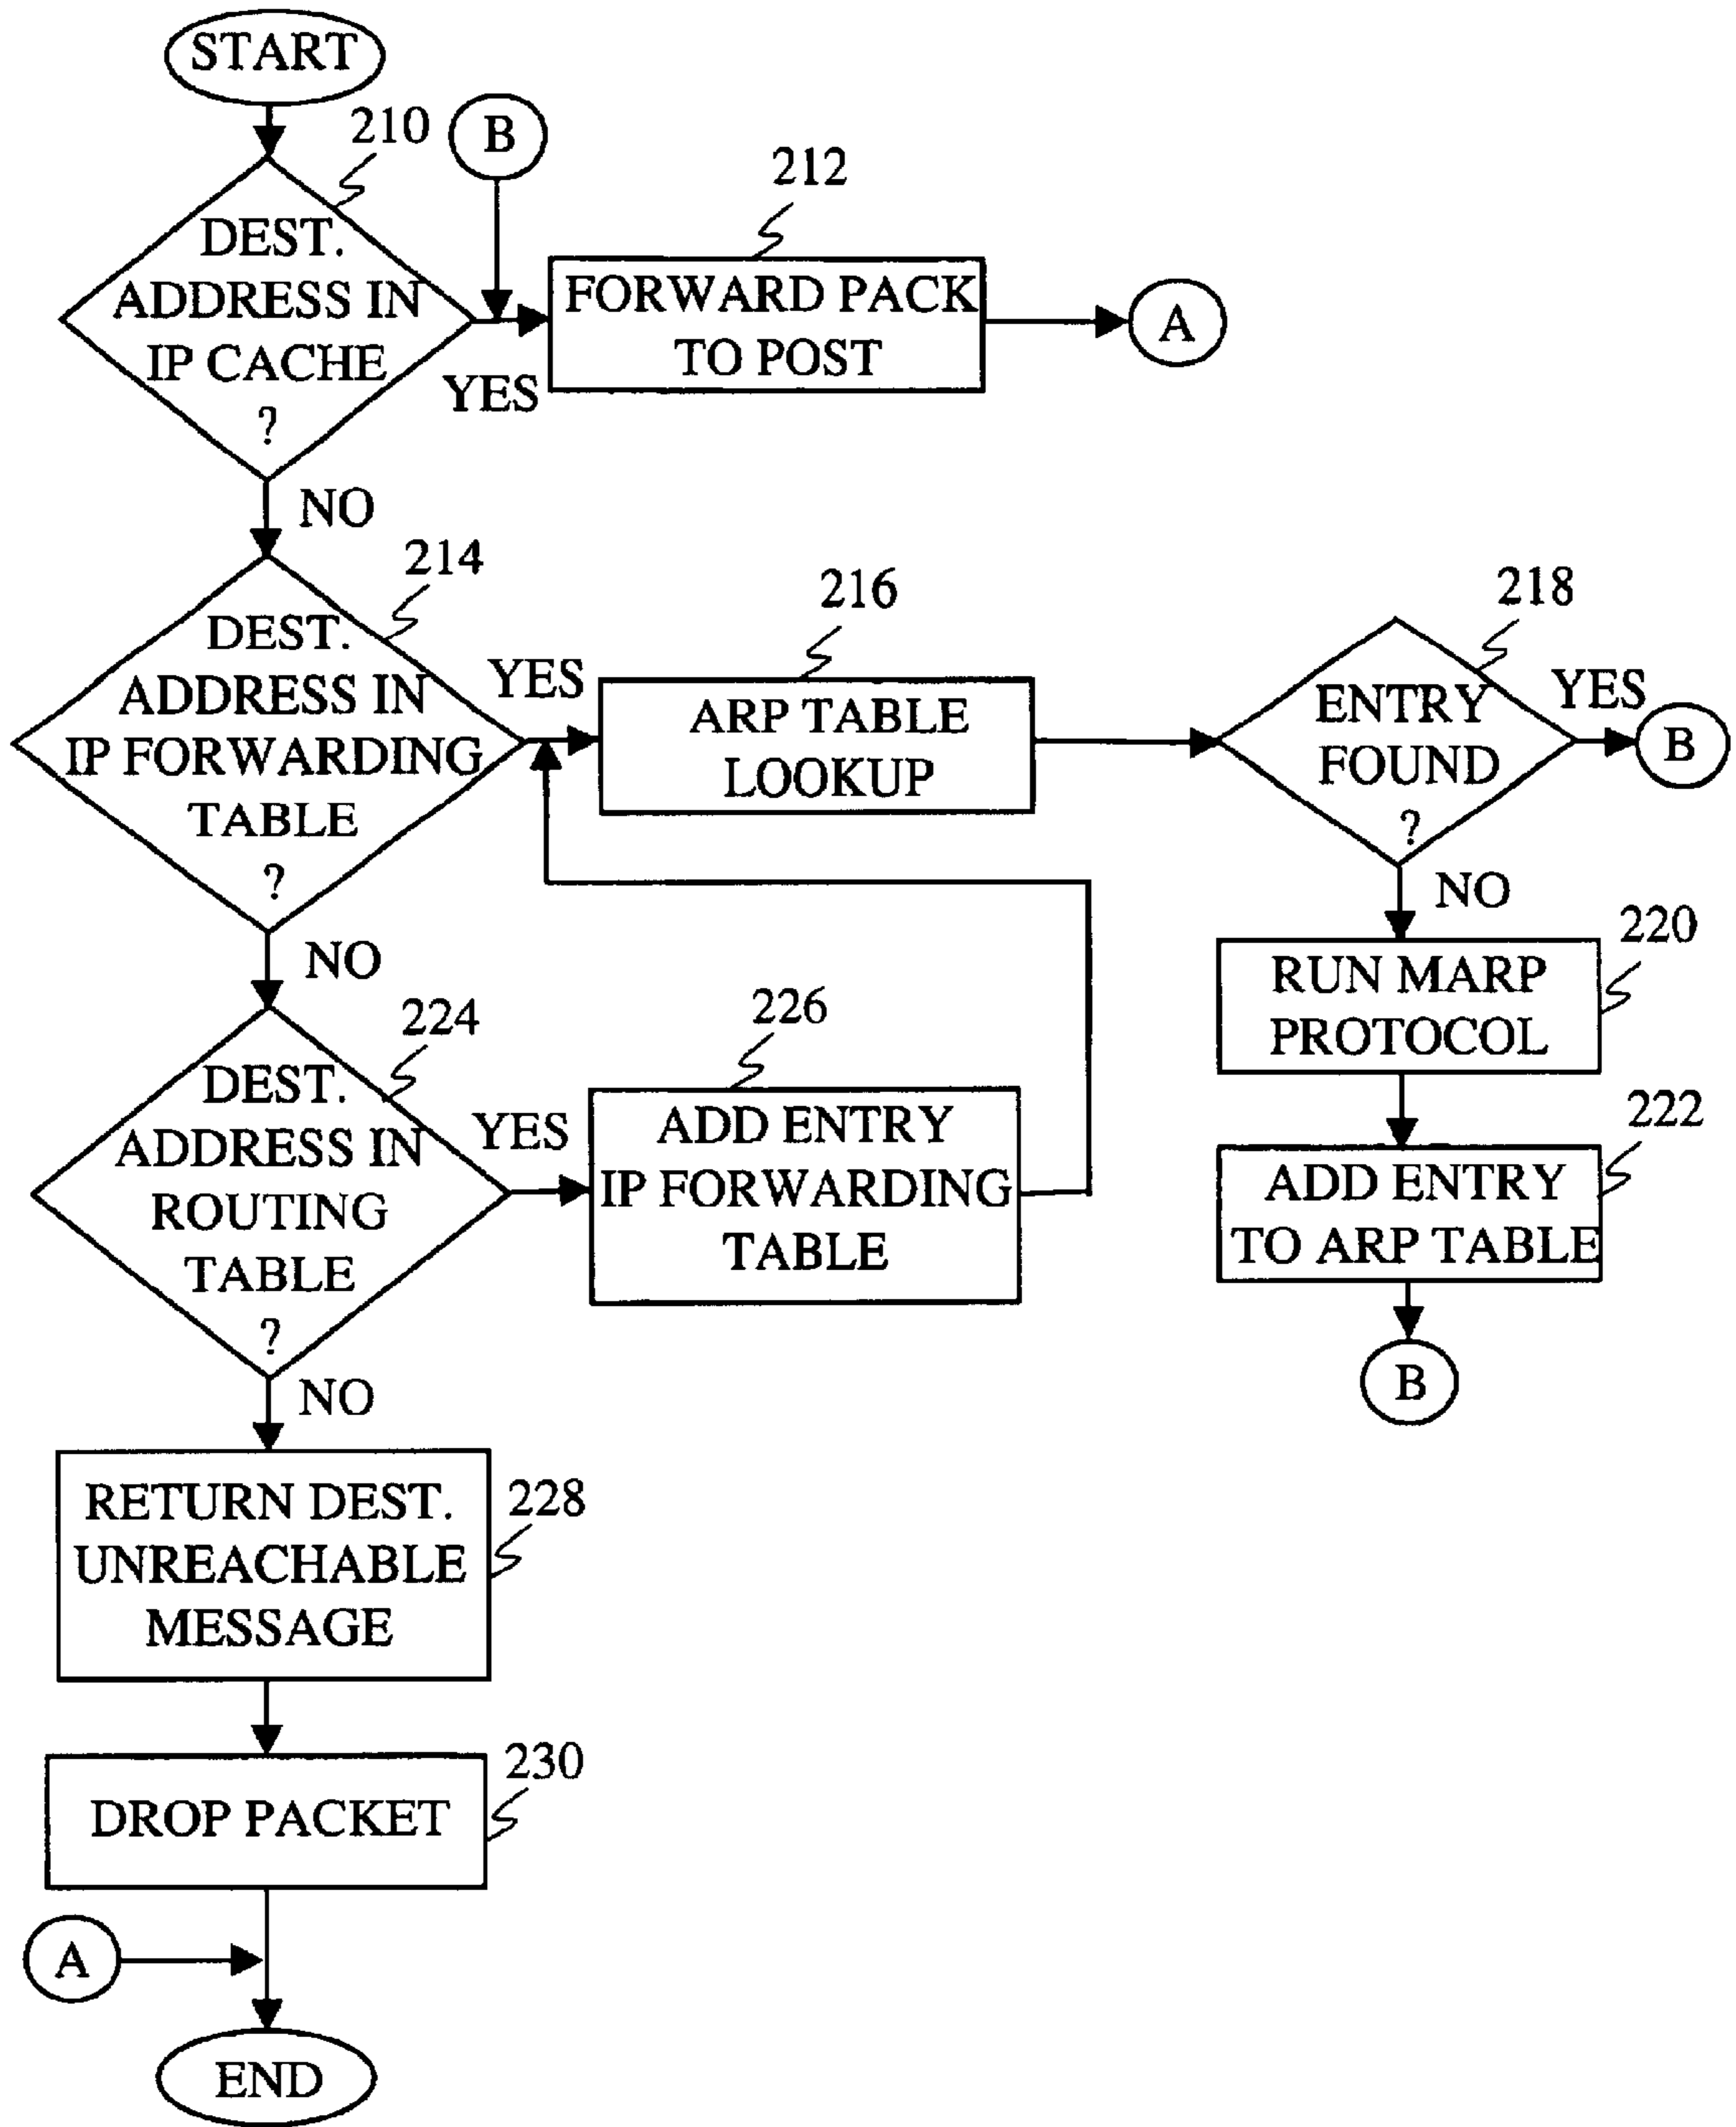 START
210
B
DEST.
ADDRESS IN
IP CACHE
?
YES
212
FORWARD PACK
TO POST
A
NO
214
DEST.
ADDRESS IN
IP FORWARDING
TABLE
?
YES
216
ARP TABLE
LOOKUP
218
ENTRY
FOUND
?
YES
B
NO
220
RUN MARP
PROTOCOL
222
ADD ENTRY
TO ARP TABLE
B
NO
224
DEST.
ADDRESS IN
ROUTING
TABLE
?
YES
226
ADD ENTRY
IP FORWARDING
TABLE
NO
RETURN DEST.
UNREACHABLE
MESSAGE
228
DROP PACKET
230
A
END